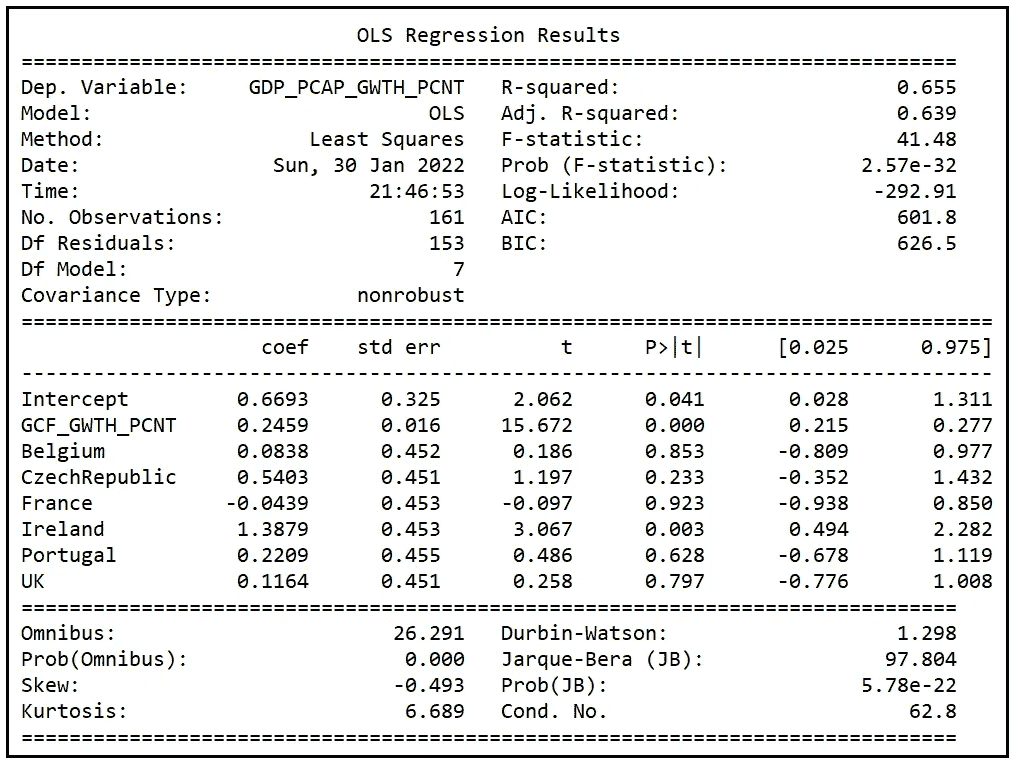 OLS Regression Results
==============================================================================
Dep. Variable:     GDP_PCAP_GWTH_PCNT   R-squared:                       0.655
Model:                            OLS   Adj. R-squared:                  0.639
Method:                 Least Squares   F-statistic:                     41.48
Date:                Sun, 30 Jan 2022   Prob (F-statistic):           2.57e-32
Time:                        21:46:53   Log-Likelihood:                -292.91
No. Observations:                 161   AIC:                             601.8
Df Residuals:                     153   BIC:                             626.5
Df Model:                           7
Covariance Type:            nonrobust
=================================================================================
                    coef    std err          t      P>|t|      [0.025      0.975]
---------------------------------------------------------------------------------
Intercept         0.6693      0.325      2.062      0.041       0.028       1.311
GCF_GWTH_PCNT     0.2459      0.016     15.672      0.000       0.215       0.277
Belgium           0.0838      0.452      0.186      0.853      -0.809       0.977
CzechRepublic     0.5403      0.451      1.197      0.233      -0.352       1.432
France           -0.0439      0.453     -0.097      0.923      -0.938       0.850
Ireland           1.3879      0.453      3.067      0.003       0.494       2.282
Portugal          0.2209      0.455      0.486      0.628      -0.678       1.119
UK                0.1164      0.451      0.258      0.797      -0.776       1.008
==============================================================================
Omnibus:                       26.291   Durbin-Watson:                   1.298
Prob(Omnibus):                  0.000   Jarque-Bera (JB):               97.804
Skew:                          -0.493   Prob(JB):                     5.78e-22
Kurtosis:                       6.689   Cond. No.                         62.8
==============================================================================